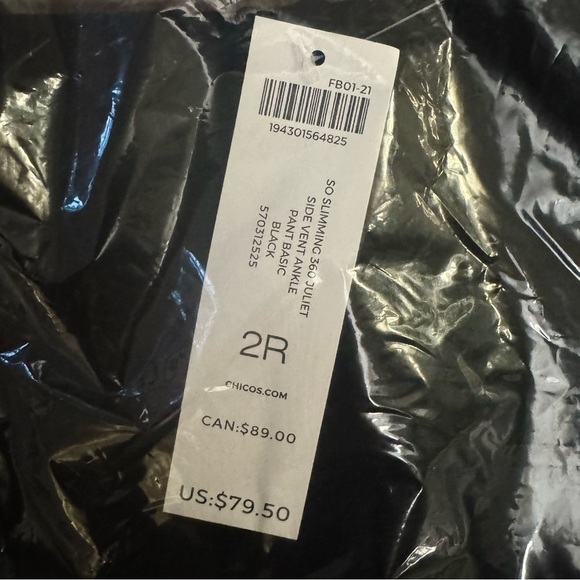 FB01-21
194301564825
SO SLIMMING 360 JULIET
SIDE VENT ANKLE
PANT BASIC
BLACK
570312525
2R
CHICOS.COM
CAN:$89.00
US:$79.50